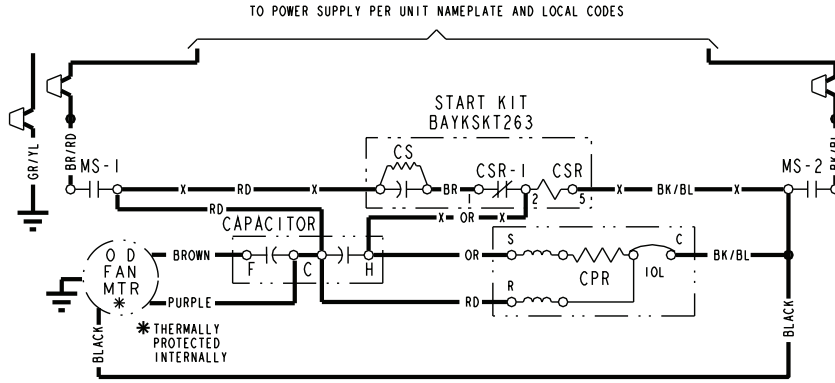 TO POWER SUPPLY PER UNIT NAMEPLATE AND LOCAL CODES
START KIT
BAYKSKT263
GR/YL
BR/RD
MS-1
X RD X
CS
BR
1
CSR-1
2
CSR
5
X BK/BL X
MS-2
BK/BL
RD
X OR X
CAPACITOR
O D
FAN
MTR
*
BROWN
F
C
H
OR
S
CPR
IOL
C
BK/BL
PURPLE
RD
R
* THERMALLY
PROTECTED
INTERNALLY
BLACK
BLACK